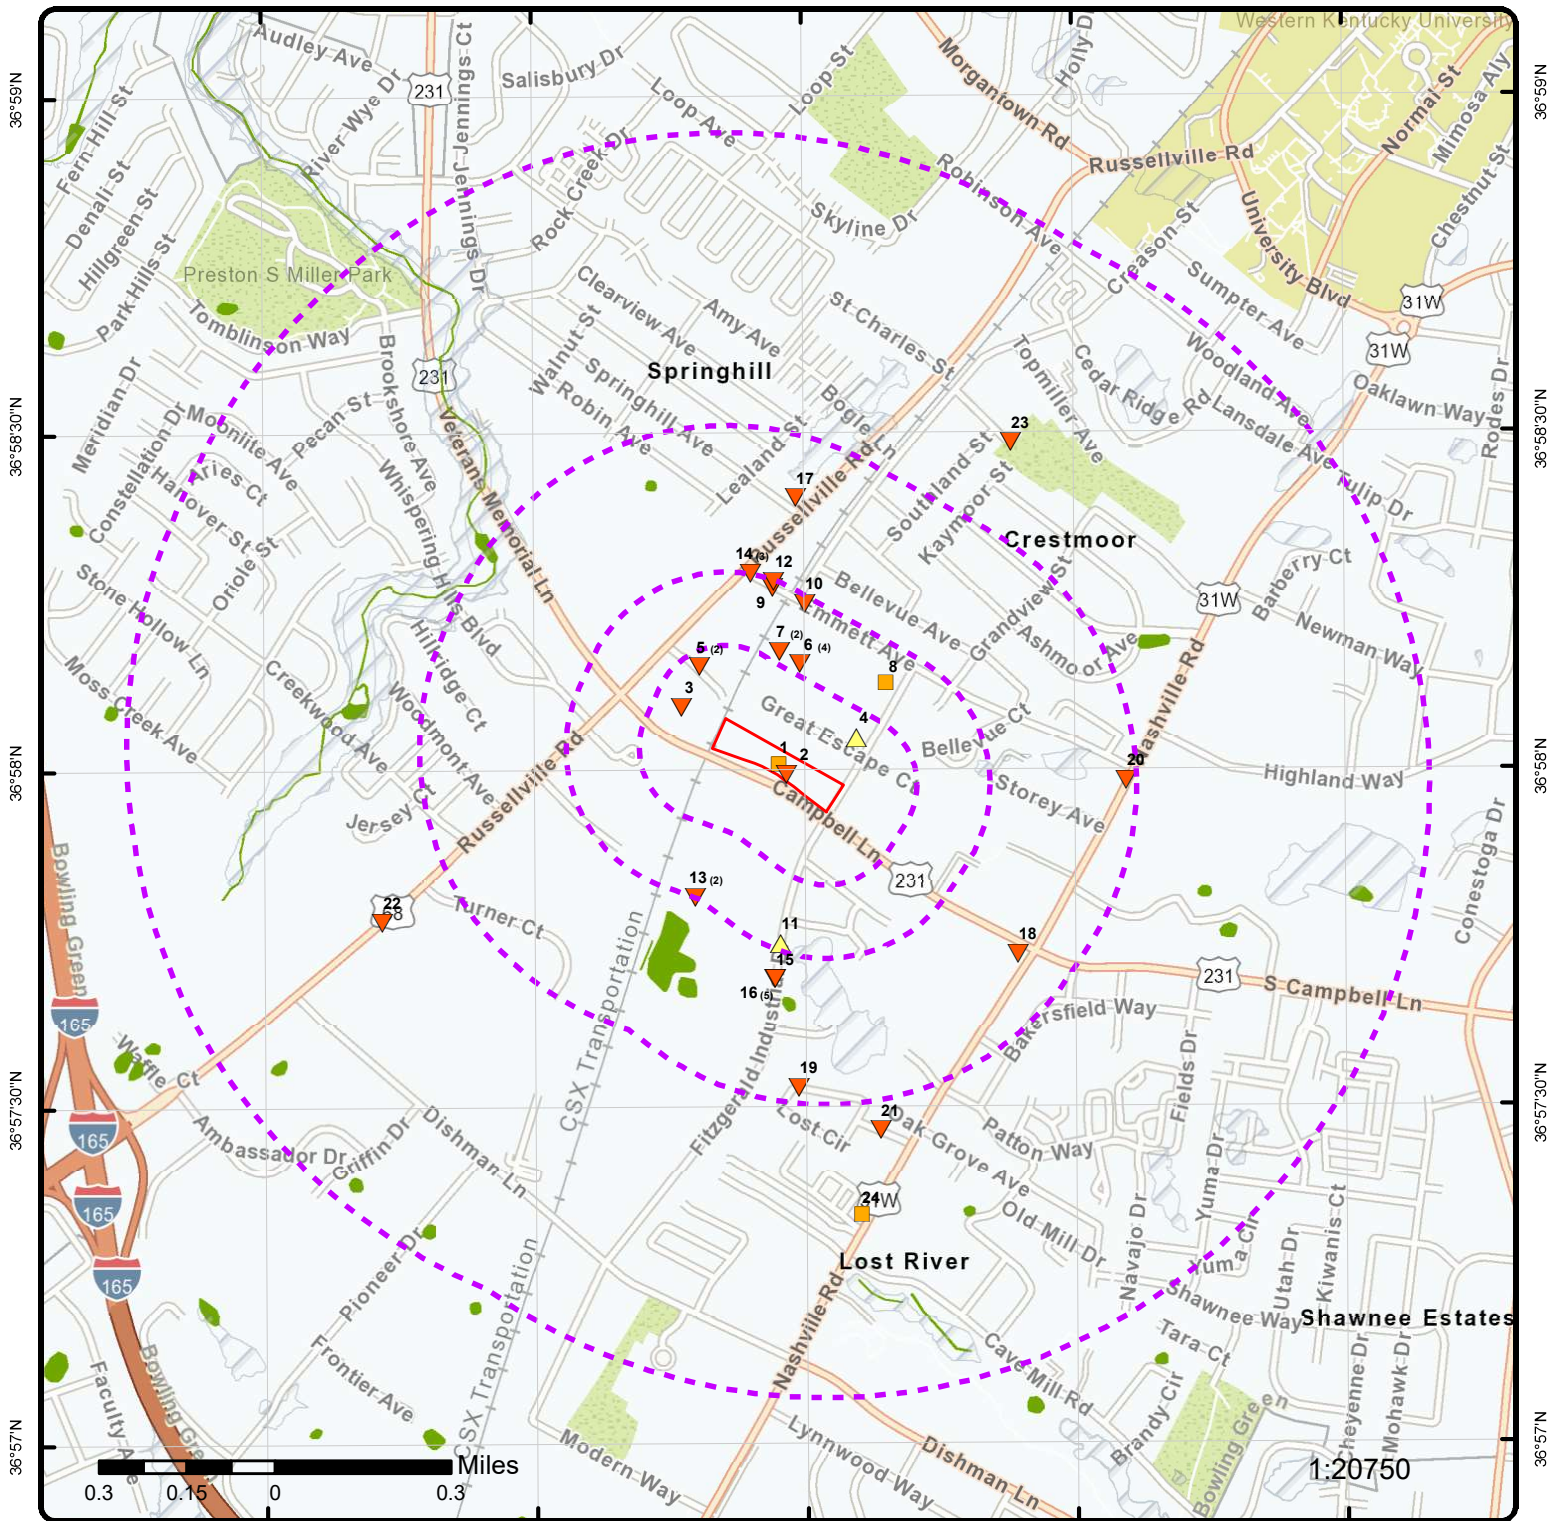 Western Kentucky University
Audley Ave
231
Jennings Ct
Salisbury Dr
Loop St
Loop Ave
Morgantown Rd
Holly Dr
Normal St
Mimosa Aly
36°59'N
36°59'N
Fern Hill St
River Wye Dr
Rock Creek Dr
Robinson Ave
Russellville Rd
Chestnut St
Denali St
Hillgreen St
Park Hills St
Jennings Dr
Skyline Dr
Creason St
University Blvd
Preston S Miller Park
Clearview Ave
Amy Ave
St Charles St
Sumpter Ave
31W
Tomblinson Way
Walnut St
Springhill
Topmiller Ave
Cedar Ridge Rd
Woodland Ave
31W
231
Brookshore Ave
Robin Ave
Springhill Ave
Bogle Ln
Lansdale Ave
Oaklawn Way
Rodes Dr
Meridian Dr
Moonlite Ave
Pecan St
Constellation Dr
Veterans Memorial Ln
Lealand St
Southland St
23
36°58'30"N
36°58'30"N
Aries Ct
Hanover St
Whispering Hills Blvd
17
Russellville Rd
Kaymoor St
Tulip Dr
Crestmoor
Oriole St
14 (3)
12
9
10
Bellevue Ave
Grandview St
Barberry Ct
31W
Stone Hollow Ln
Emmett Ave
Ashmoor Ave
Newman Way
Hillridge Ct
5 (2)
7 (2)
6 (4)
8
Moss Creek Ave
Creekwood Ave
Woodmont Ave
3
Great Escape Ct
4
Bellevue Ct
Nashville Rd
36°58'N
36°58'N
1
2
20
Highland Way
Storey Ave
Jersey Ct
Russellville Rd
Campbell Ln
Conestoga Dr
Bowling Green
231
13 (2)
22
68
Turner Ct
11
18
15
16 (5)
231
S Campbell Ln
CSX Transportation
Fitzgerald Industrial
165
Bakersfield Way
Fields Dr
Waffle Ct
19
36°57'30"N
36°57'30"N
165
Lost Cir
21
Oak Grove Ave
Patton Way
Ambassador Dr
Griffin Dr
Dishman Ln
Yuma Dr
165
24
Old Mill Dr
Navajo Dr
Yuma Cir
Utah Dr
Kiwanis Ct
165
Pioneer Dr
Lost River
Shawnee Way
Shawnee Estates
CSX Transportation
Nashville Rd
Cave Mill Rd
Tara Ct
Frontier Ave
Faculty Ave
Brandy Cir
Cheyenne Dr
Mohawk Dr
Bowling Green
36°57'N
36°57'N
Modern Way
Lynnwood Way
Dishman Ln
Miles
0.3
0.15
0
0.3
1:20750